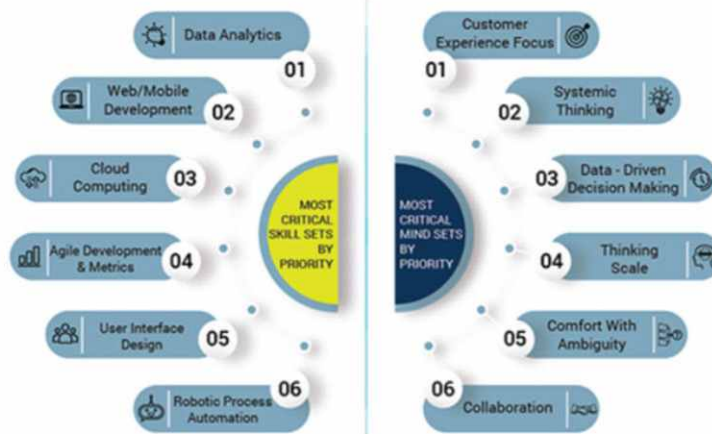 Data Analytics
01
Web/Mobile
Development
02
Cloud
Computing
03
Agile Development
& Metrics
04
User Interface
Design
05
Robotic Process
Automation
06
MOST
CRITICAL
SKILL SETS
BY
PRIORITY
Customer
Experience Focus
01
Systemic
Thinking
02
Data - Driven
Decision Making
03
Thinking
Scale
04
Comfort With
Ambiguity
05
Collaboration
06
MOST
CRITICAL
MIND SETS
BY
PRIORITY